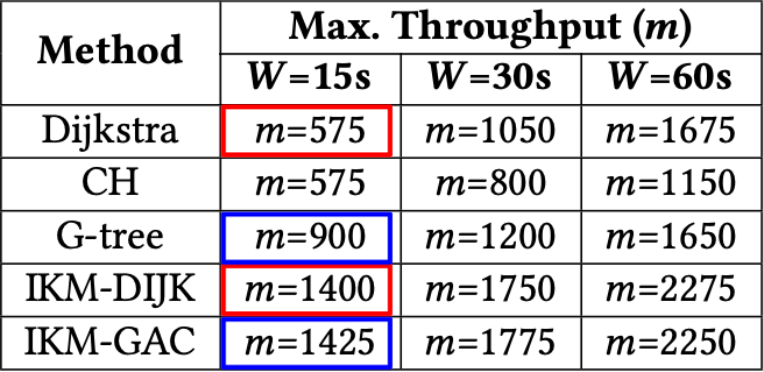 Method Max. Throughput (m)
W=15s W=30s W=60s
Dijkstra m=575 m=1050 m=1675
CH m=575 m=800 m=1150
G-tree m=900 m=1200 m=1650
IKM-DIJK m=1400 m=1750 m=2275
IKM-GAC m=1425 m=1775 m=2250